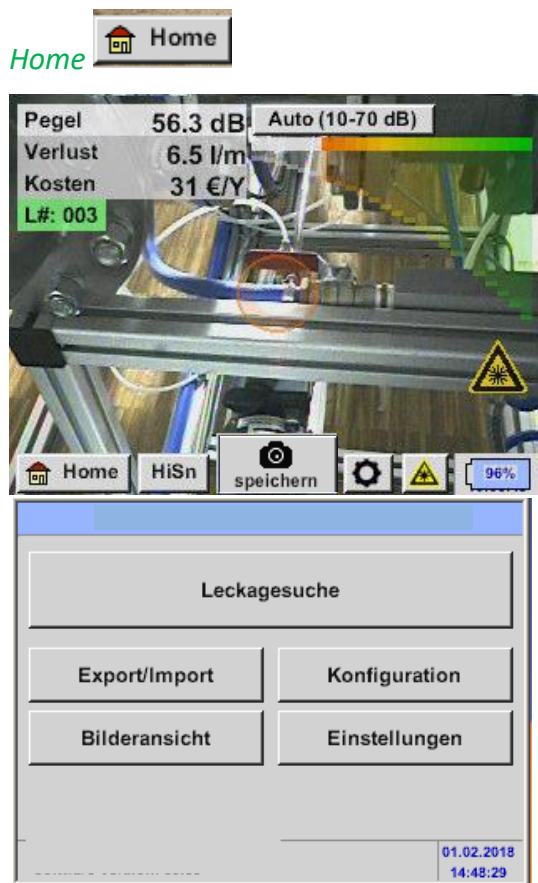 Home Home
Pegel 56.3 dB Auto (10-70 dB)
Verlust 6.5 l/m
Kosten 31 €/Y
L#: 003
Home HiSn speichern 96%
Leckagesuche
Export/Import Konfiguration
Bilderansicht Einstellungen
01.02.2018
14:48:29